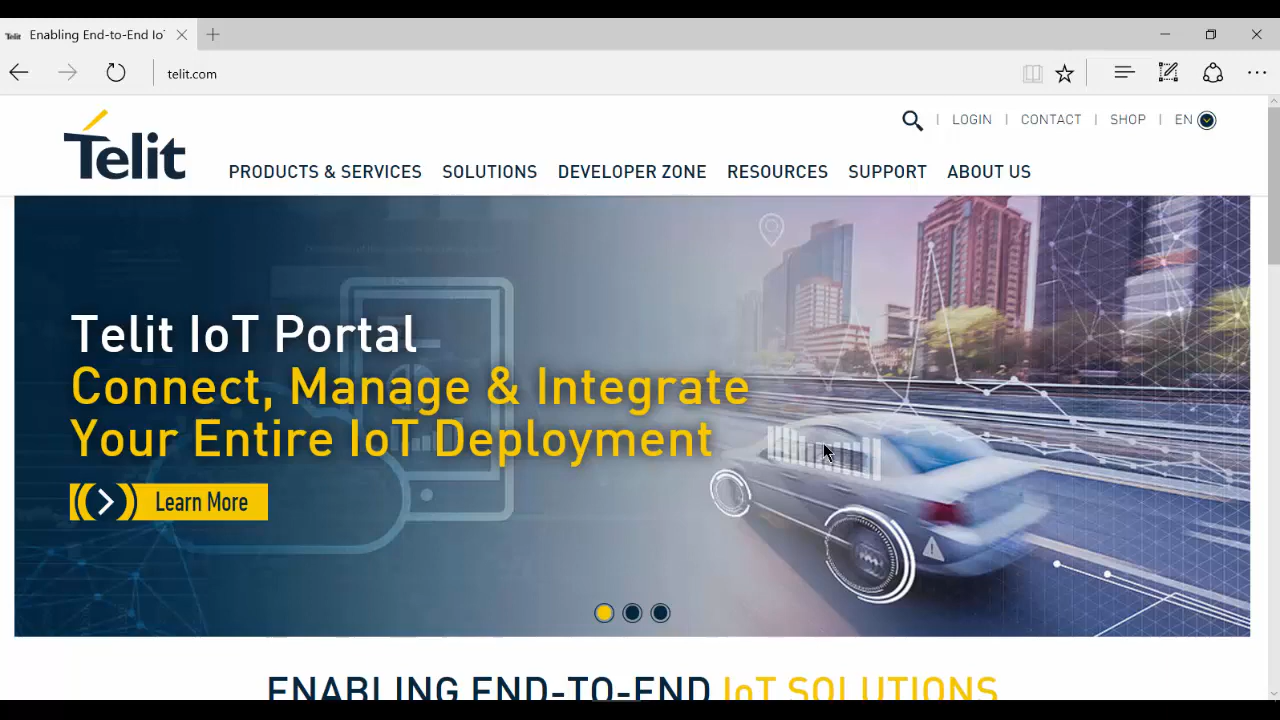 Telit Enabling End-to-End Io
telit.com
LOGIN CONTACT SHOP EN
Telit
PRODUCTS & SERVICES SOLUTIONS DEVELOPER ZONE RESOURCES SUPPORT ABOUT US
Telit IoT Portal
Connect, Manage & Integrate
Your Entire IoT Deployment
Learn More
ENABLING END-TO-END IoT SOLUTIONS